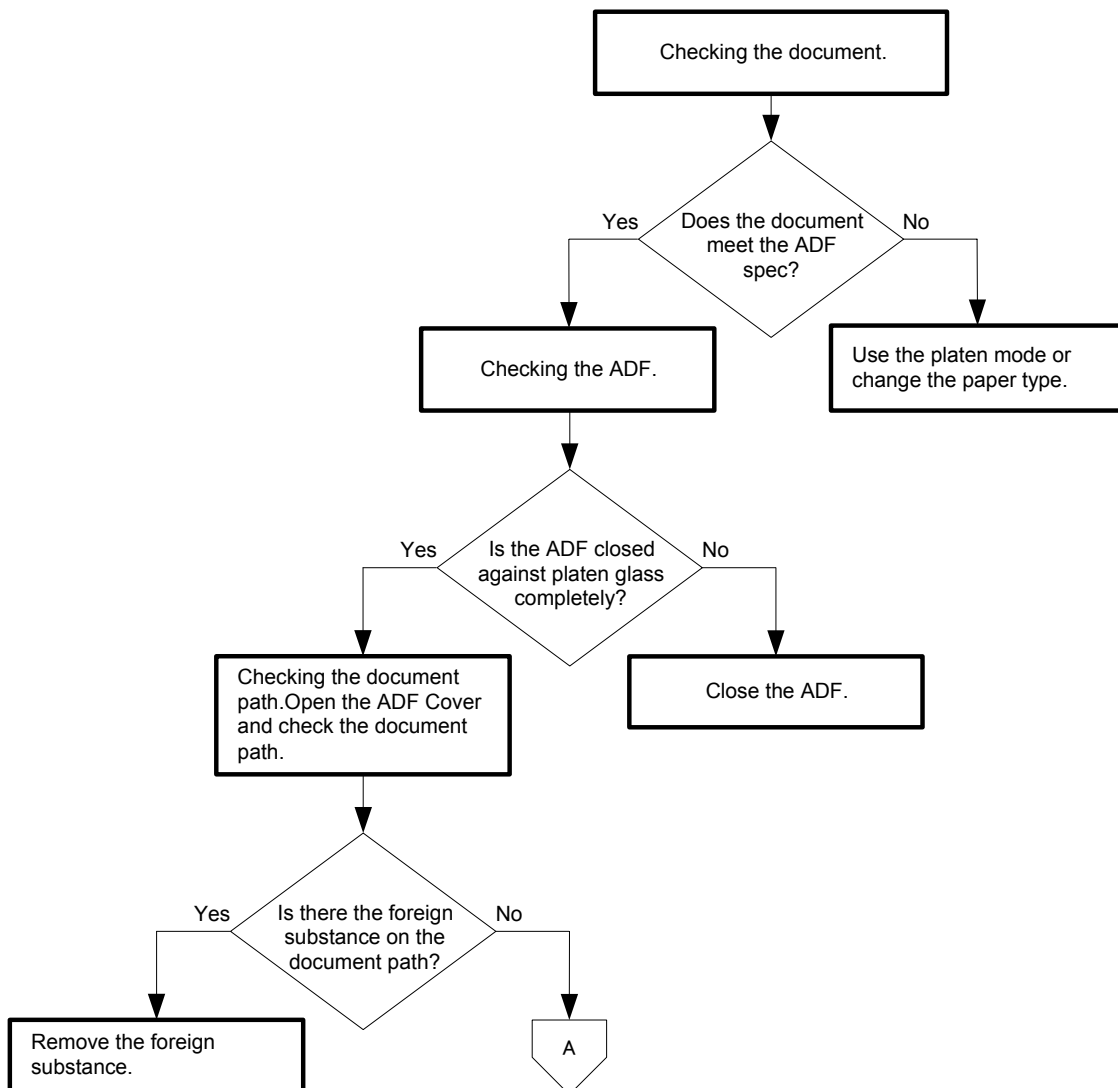 Checking the document.
Yes
Does the document
meet the ADF
spec?
No
Checking the ADF.
Use the platen mode or
change the paper type.
Yes
Is the ADF closed
against platen glass
completely?
No
Checking the document
path.Open the ADF Cover
and check the document
path.
Close the ADF.
Yes
Is there the foreign
substance on the
document path?
No
Remove the foreign
substance.
A